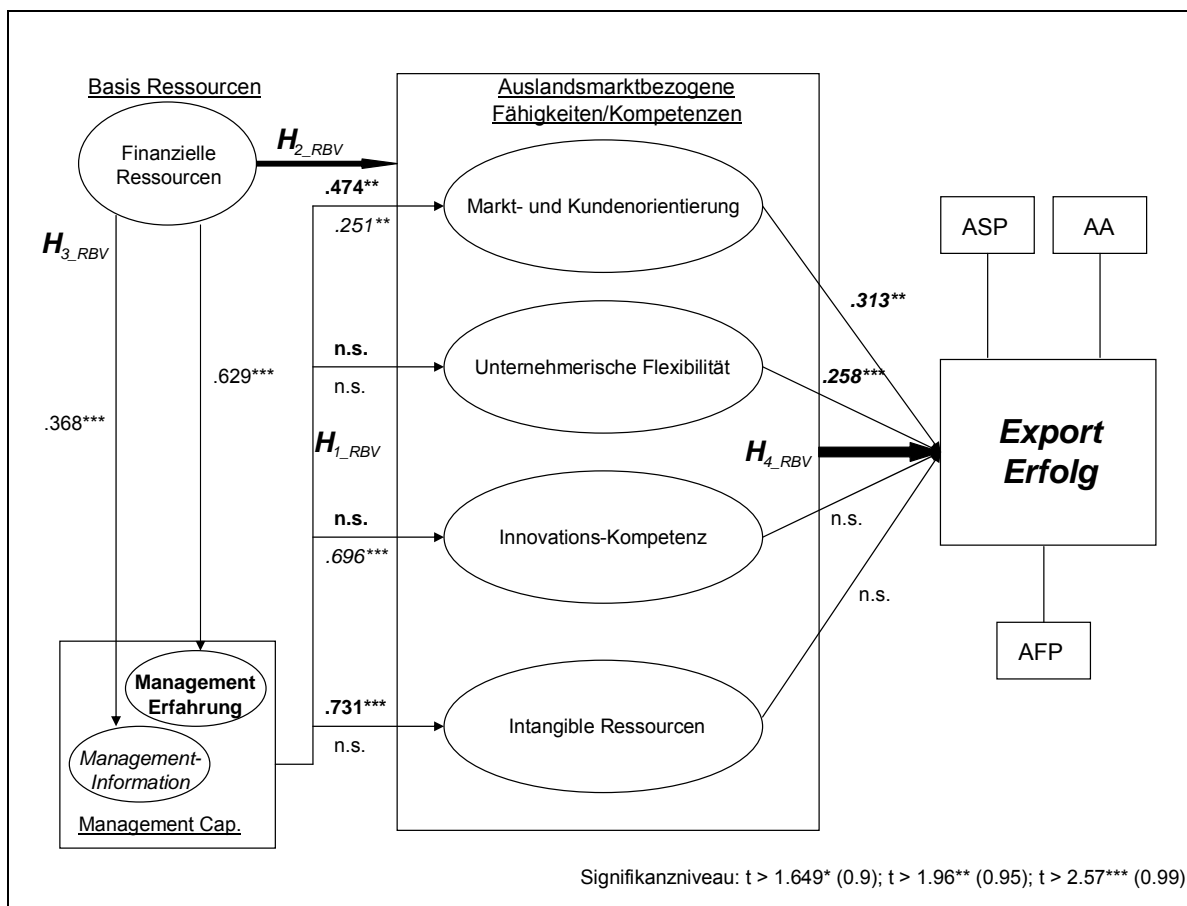 Basis Ressourcen
Finanzielle
Ressourcen
H2_RBV
H3_RBV
.368***
.629***
Management
Erfahrung
Management-
Information
Management Cap.
Auslandsmarktbezogene
Fähigkeiten/Kompetenzen
.474**
.251**
Markt- und Kundenorientierung
n.s.
n.s.
Unternehmerische Flexibilität
H1_RBV
n.s.
.696***
Innovations-Kompetenz
.731***
n.s.
Intangible Ressourcen
.313**
.258***
H4_RBV
n.s.
n.s.
ASP
AA
Export
Erfolg
AFP
Signifikanzniveau: t > 1.649* (0.9); t > 1.96** (0.95); t > 2.57*** (0.99)